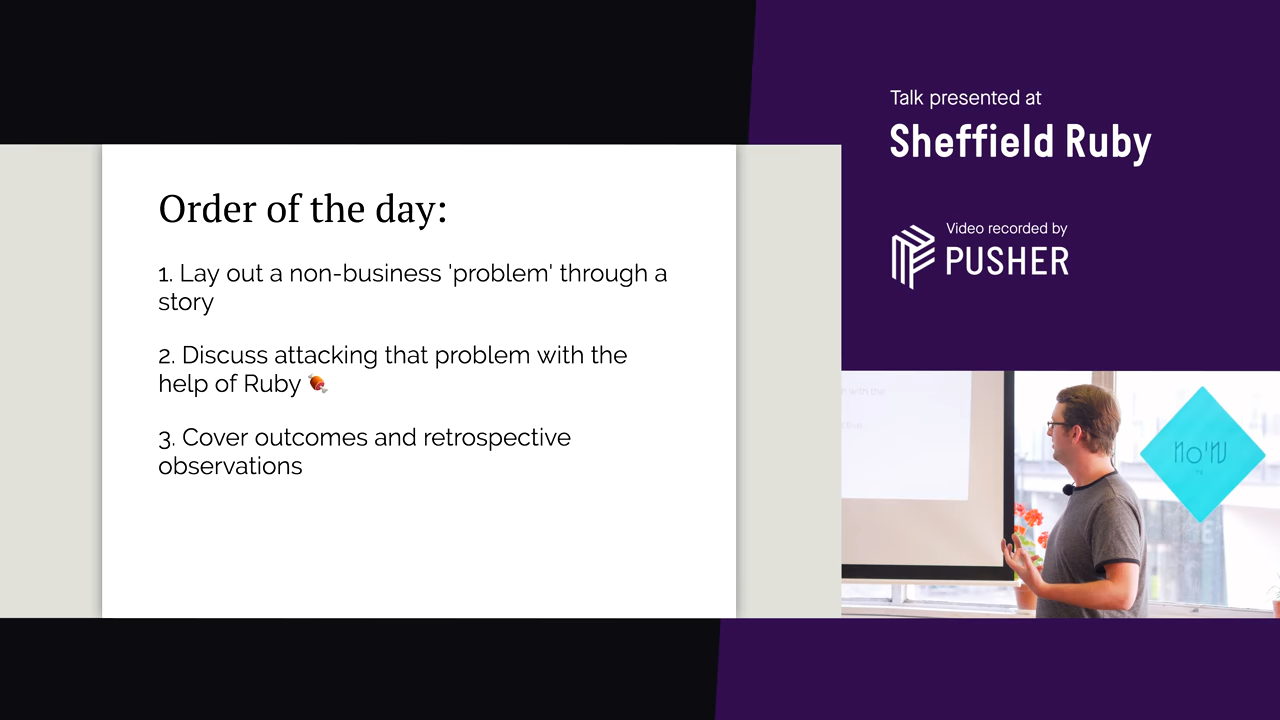 Order of the day:
1. Lay out a non-business 'problem' through a
story
2. Discuss attacking that problem with the
help of Ruby 🍖
3. Cover outcomes and retrospective
observations
Talk presented at
Sheffield Ruby
Video recorded by
PUSHER